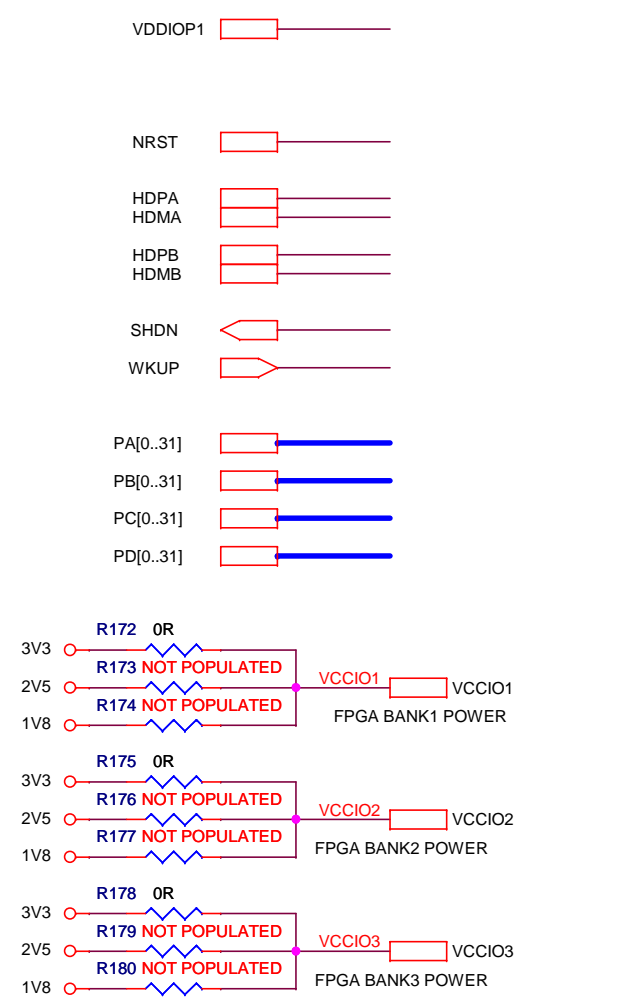 VDDIOP1
NRST
HDPA
HDMA
HDPB
HDMB
SHDN
WKUP
PA[0..31]
PB[0..31]
PC[0..31]
PD[0..31]
R172 0R
3V3
R173 NOT POPULATED
2V5 VCCIO1 VCCIO1
R174 NOT POPULATED
FPGA BANK1 POWER
1V8
R175 0R
3V3
R176 NOT POPULATED
2V5 VCCIO2 VCCIO2
R177 NOT POPULATED
FPGA BANK2 POWER
1V8
R178 0R
3V3
R179 NOT POPULATED
2V5 VCCIO3 VCCIO3
R180 NOT POPULATED
FPGA BANK3 POWER
1V8